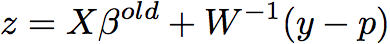 z = Xβ^{old} + W^{-1}(y − p)